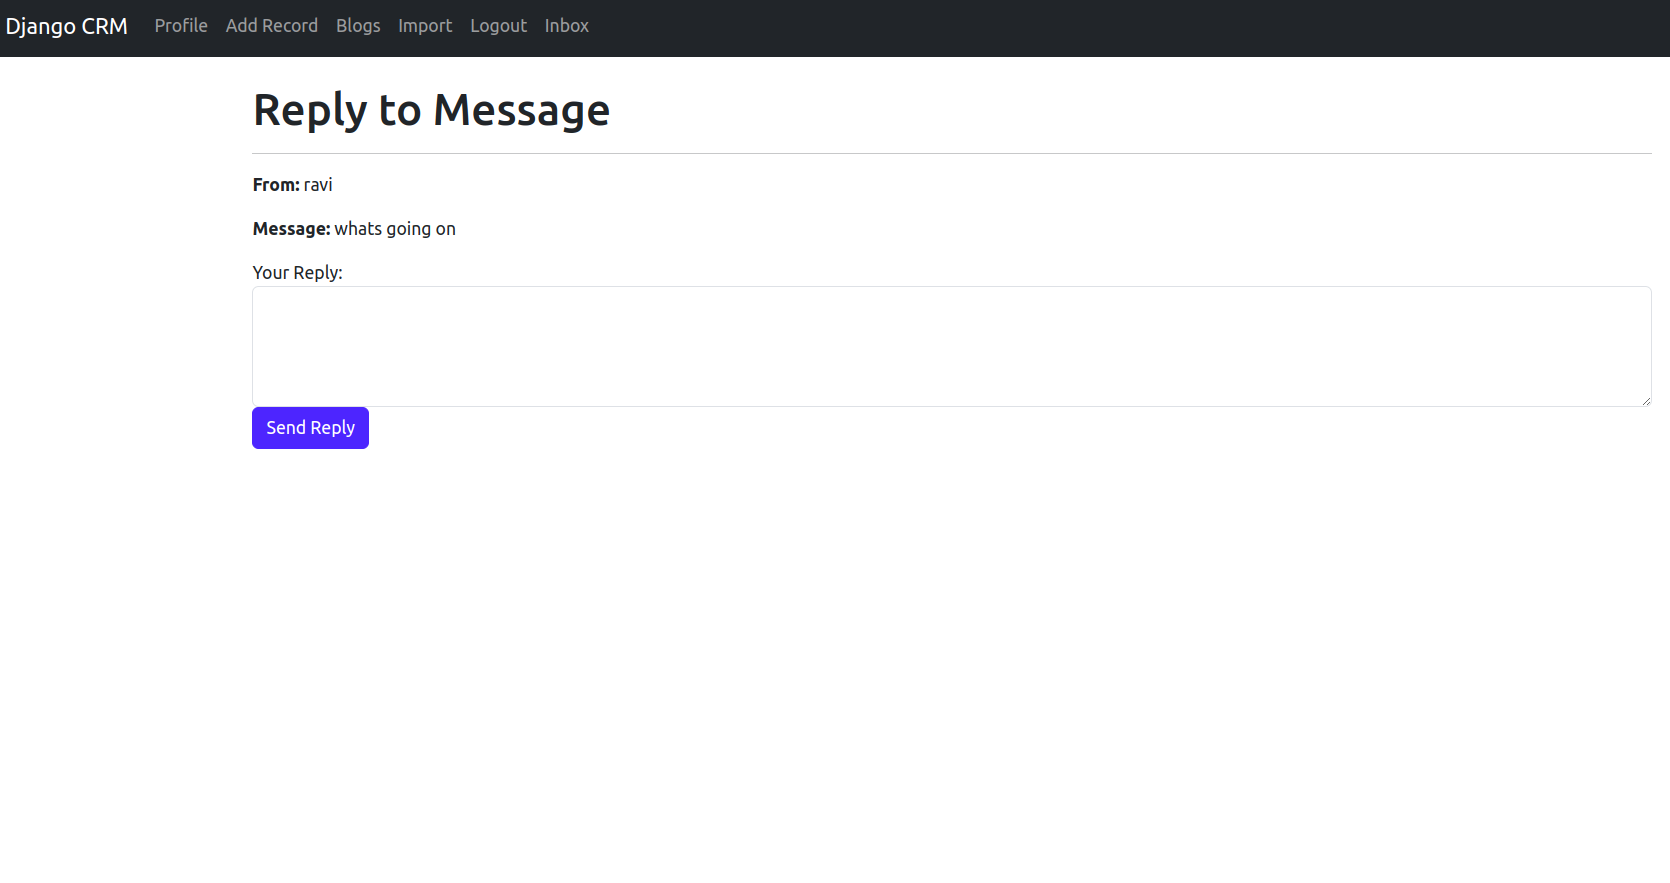 Django CRM Profile Add Record Blogs Import Logout Inbox
Reply to Message
From: ravi
Message: whats going on
Your Reply:
Send Reply